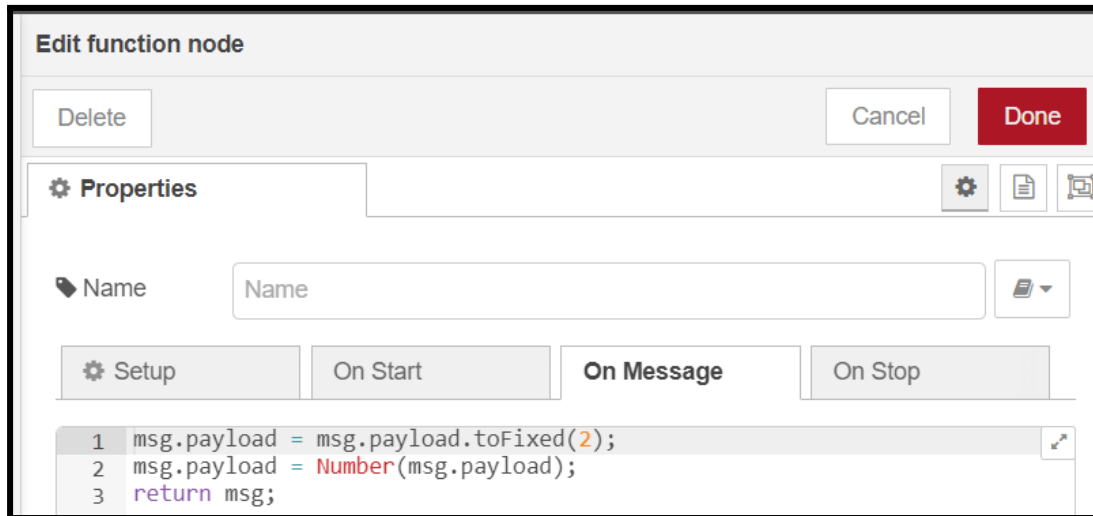 Edit function node
Delete Cancel Done
Properties
Name Name
Setup On Start On Message On Stop
1 msg.payload = msg.payload.toFixed(2);
2 msg.payload = Number(msg.payload);
3 return msg;